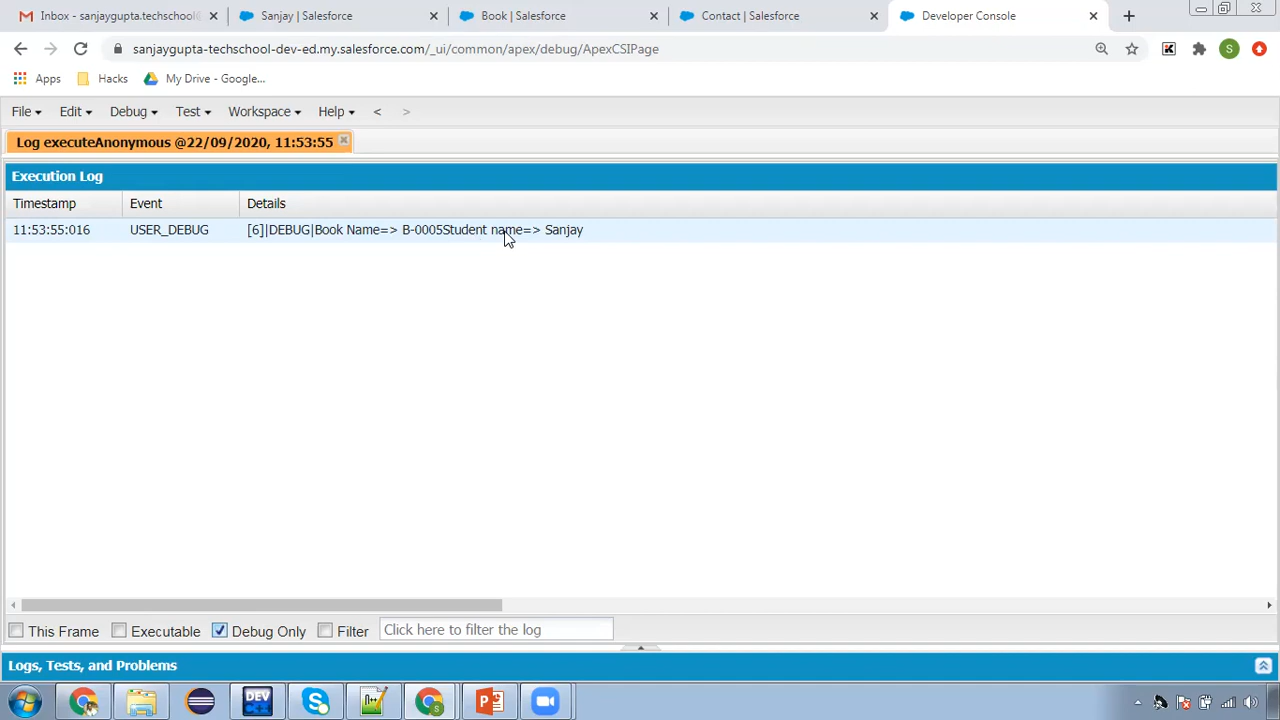 Inbox - sanjaygupta.techschool@
Sanjay | Salesforce
Book | Salesforce
Contact | Salesforce
Developer Console
sanjaygupta-techschool-dev-ed.my.salesforce.com/_ui/common/apex/debug/ApexCSIPage
K
S
Apps
Hacks
My Drive - Google...
File
Edit
Debug
Test
Workspace
Help
<
>
Log executeAnonymous @22/09/2020, 11:53:55
Execution Log
Timestamp
Event
Details
11:53:55:016
USER_DEBUG
[6]|DEBUG|Book Name=> B-0005Student name=> Sanjay
This Frame
Executable
Debug Only
Filter
Click here to filter the log
Logs, Tests, and Problems
DEV
C++